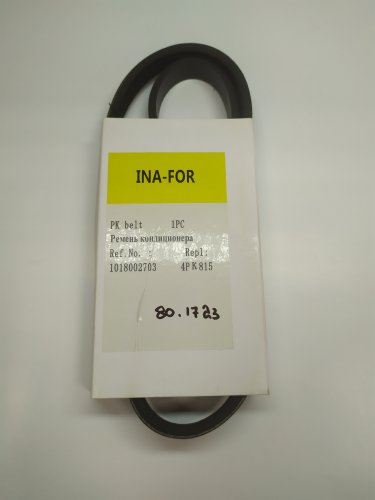 INA-FOR
PK belt 1PC
Ремень кондиционера
Ref.No. : Repl:
1018002703 4PK815
80.1723